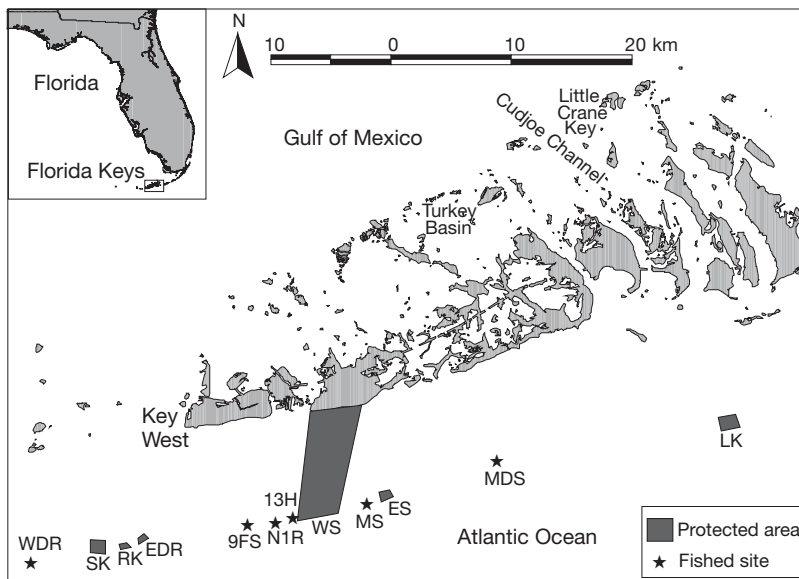 N
10 0 10 20 km
Florida
Florida Keys
Gulf of Mexico
Little
Crane
Key
Cudjoe Channel
Turkey
Basin
Key
West
LK
MDS
13H
ES
MS
WS
N1R
9FS
EDR
RK
SK
WDR
Atlantic Ocean
Protected area
Fished site